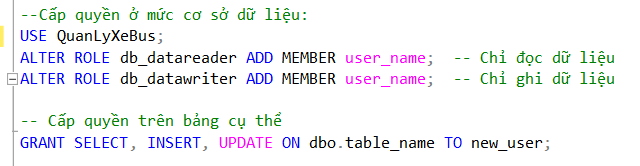 --Cấp quyền ở mức cơ sở dữ liệu:
USE QuanLyXeBus;
ALTER ROLE db_datareader ADD MEMBER user_name;  -- Chỉ đọc dữ liệu
ALTER ROLE db_datawriter ADD MEMBER user_name;  -- Chỉ ghi dữ liệu
-- Cấp quyền trên bảng cụ thể
GRANT SELECT, INSERT, UPDATE ON dbo.table_name TO new_user;